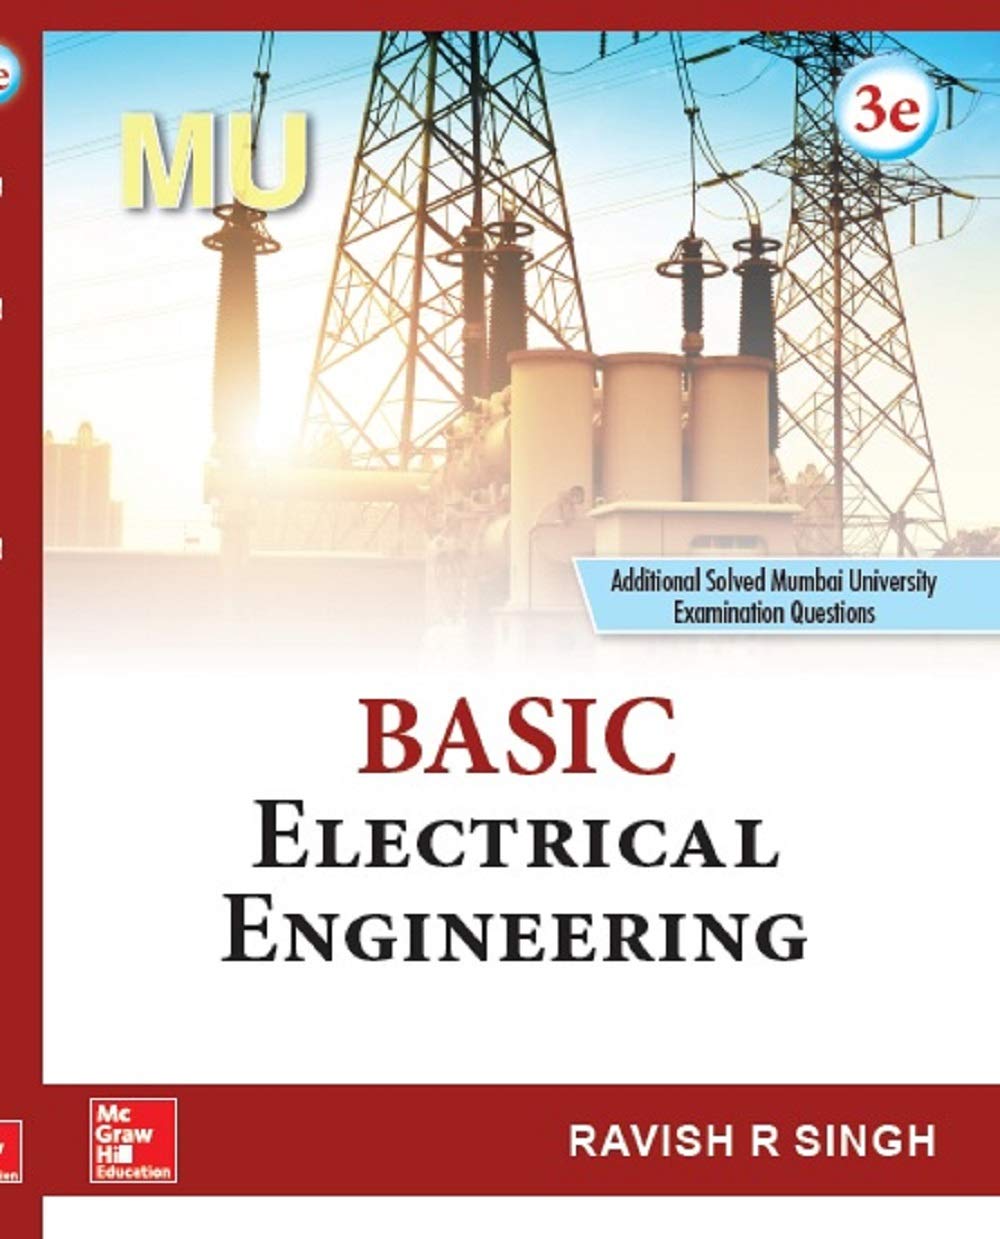 MU
3e
Additional Solved Mumbai University
Examination Questions
BASIC
ELECTRICAL
ENGINEERING
Mc
Graw
Hill
Education
RAVISH R SINGH